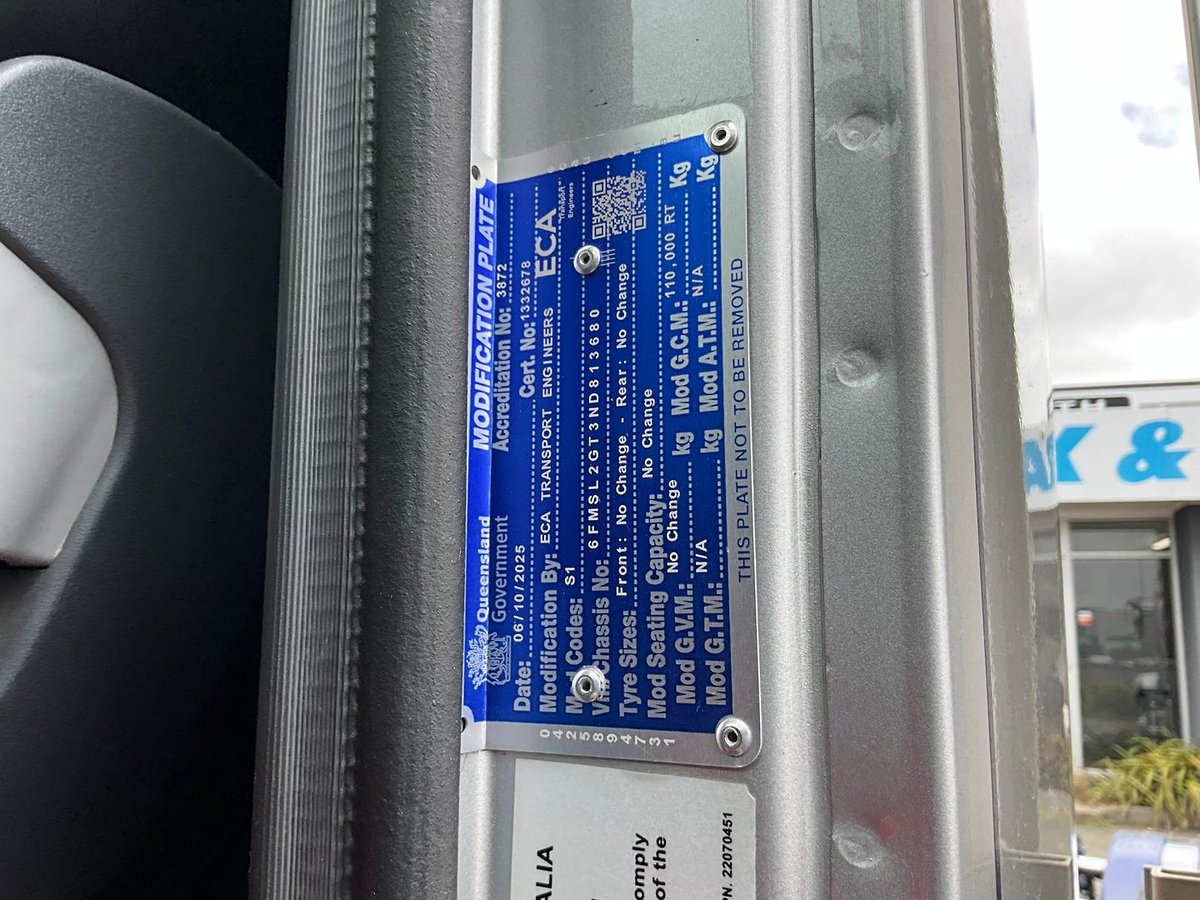 Queensland
Government
MODIFICATION PLATE
Accreditation No: 3872
Date: 06/10/2025 Cert. No: 1332678
Modification By: ECA TRANSPORT ENGINEERS
ECA
Transport
Engineers
Mod Codes: S1
Chassis No: 6FMSL2GT3ND813680
Tyre Sizes: Front: No Change - Rear: No Change
Mod Seating Capacity: No Change
Mod G.V.M.: No Change kg Mod G.C.M.: 110,000 RT Kg
Mod G.T.M.: N/A kg Mod A.T.M.: N/A Kg
THIS PLATE NOT TO BE REMOVED
0425894731
ALIA
omply
of the
PN. 22070451
K &